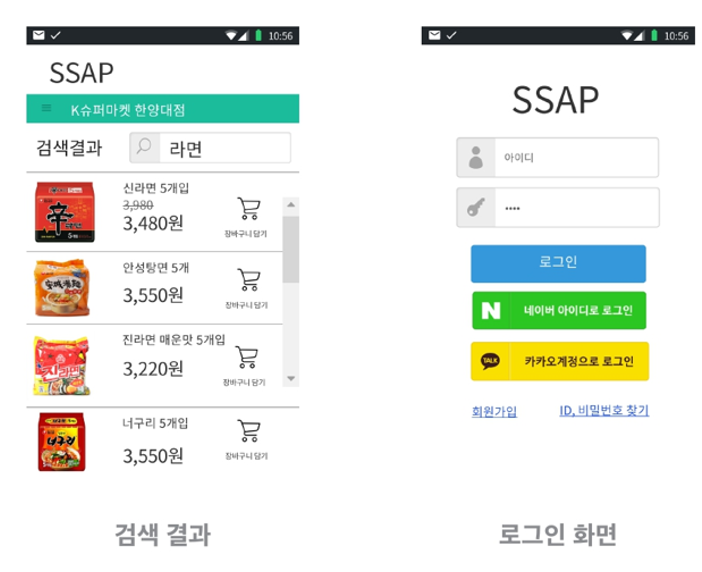 10:56
SSAP
K슈퍼마켓 한양대점
검색결과
라면
신라면 5개입
3,980
3,480원
장바구니 담기
안성탕면 5개
3,550원
장바구니 담기
진라면 매운맛 5개입
3,220원
장바구니 담기
너구리 5개입
3,550원
장바구니 담기
검색 결과
10:56
SSAP
아이디
••••
로그인
N 네이버 아이디로 로그인
TALK 카카오계정으로 로그인
회원가입
ID, 비밀번호 찾기
로그인 화면